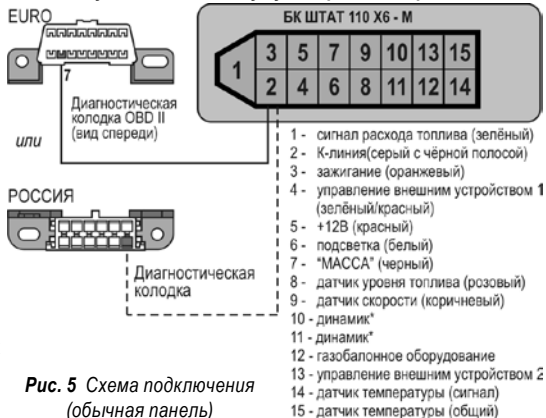 EURO
7
Диагностическая
колодка OBD II
(вид спереди)
или
РОССИЯ
Диагностическая
колодка
Рис. 5 Схема подключения
(обычная панель)
БК ШТАТ 110 Х6 - М
1
3 5 7 9 10 13 15
2 4 6 8 11 12 14
1 - сигнал расхода топлива (зелёный)
2 - К-линия(серый с чёрной полосой)
3 - зажигание (оранжевый)
4 - управление внешним устройством 1
(зелёный/красный)
5 - +12В (красный)
6 - подсветка (белый)
7 - "МАССА" (черный)
8 - датчик уровня топлива (розовый)
9 - датчик скорости (коричневый)
10 - динамик*
11 - динамик*
12 - газобалонное оборудование
13 - управление внешним устройством 2
14 - датчик температуры (сигнал)
15 - датчик температуры (общий)